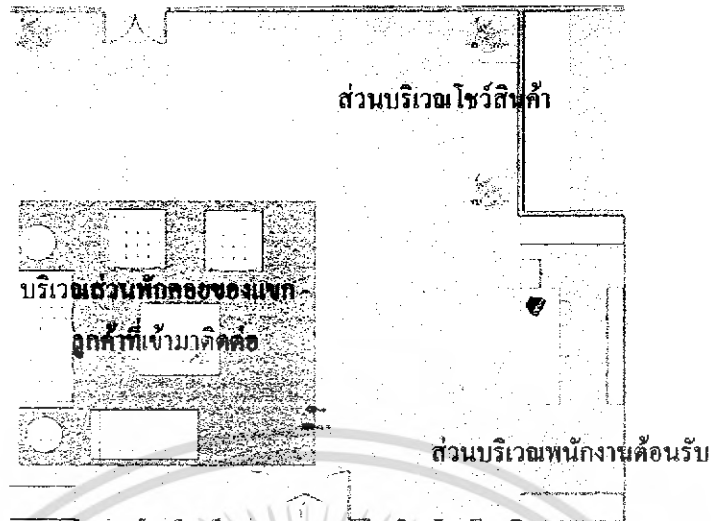 ส่วนบริเวณโชว์สินค้า
บริเวณส่วนพักคอยของแขก -
ลูกค้าที่เข้ามาติดต่อ
ส่วนบริเวณพนักงานต้อนรับ